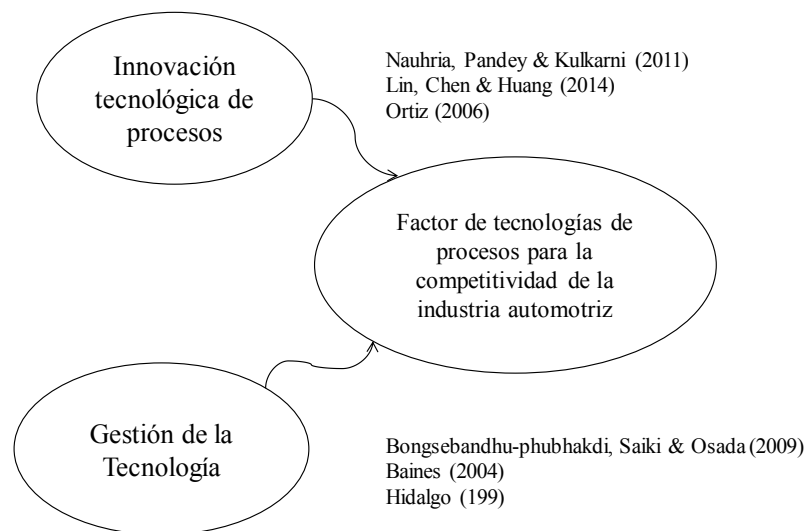 Innovación
tecnológica de
procesos
Nauhria, Pandey & Kulkarni (2011)
Lin, Chen & Huang (2014)
Ortiz (2006)
Factor de tecnologías de
procesos para la
competitividad de la
industria automotriz
Gestión de la
Tecnología
Bongsebandhu-phubhakdi, Saiki & Osada (2009)
Baines (2004)
Hidalgo (199)